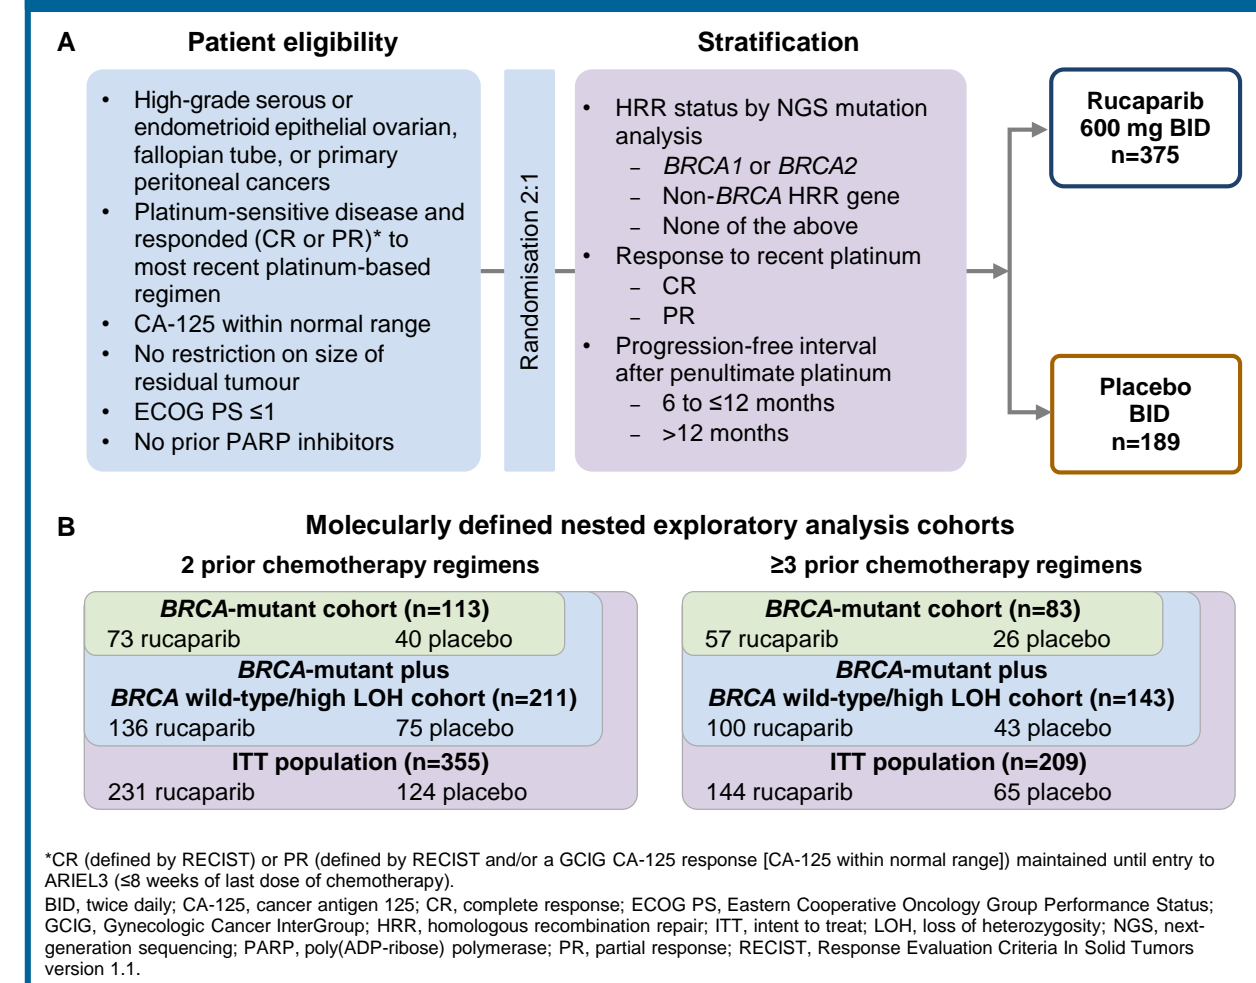 A
Patient eligibility
• High-grade serous or
endometrioid epithelial ovarian,
fallopian tube, or primary
peritoneal cancers
• Platinum-sensitive disease and
responded (CR or PR)* to
most recent platinum-based
regimen
• CA-125 within normal range
• No restriction on size of
residual tumour
• ECOG PS ≤1
• No prior PARP inhibitors
Randomisation 2:1
Stratification
• HRR status by NGS mutation
analysis
– BRCA1 or BRCA2
– Non-BRCA HRR gene
– None of the above
• Response to recent platinum
– CR
– PR
• Progression-free interval
after penultimate platinum
– 6 to ≤12 months
– >12 months
Rucaparib
600 mg BID
n=375
Placebo
BID
n=189
B
Molecularly defined nested exploratory analysis cohorts
2 prior chemotherapy regimens
BRCA-mutant cohort (n=113)
73 rucaparib 40 placebo
BRCA-mutant plus
BRCA wild-type/high LOH cohort (n=211)
136 rucaparib 75 placebo
ITT population (n=355)
231 rucaparib 124 placebo
≥3 prior chemotherapy regimens
BRCA-mutant cohort (n=83)
57 rucaparib 26 placebo
BRCA-mutant plus
BRCA wild-type/high LOH cohort (n=143)
100 rucaparib 43 placebo
ITT population (n=209)
144 rucaparib 65 placebo
*CR (defined by RECIST) or PR (defined by RECIST and/or a GCIG CA-125 response [CA-125 within normal range]) maintained until entry to
ARIEL3 (≤8 weeks of last dose of chemotherapy).
BID, twice daily; CA-125, cancer antigen 125; CR, complete response; ECOG PS, Eastern Cooperative Oncology Group Performance Status;
GCIG, Gynecologic Cancer InterGroup; HRR, homologous recombination repair; ITT, intent to treat; LOH, loss of heterozygosity; NGS, next-
generation sequencing; PARP, poly(ADP-ribose) polymerase; PR, partial response; RECIST, Response Evaluation Criteria In Solid Tumors
version 1.1.